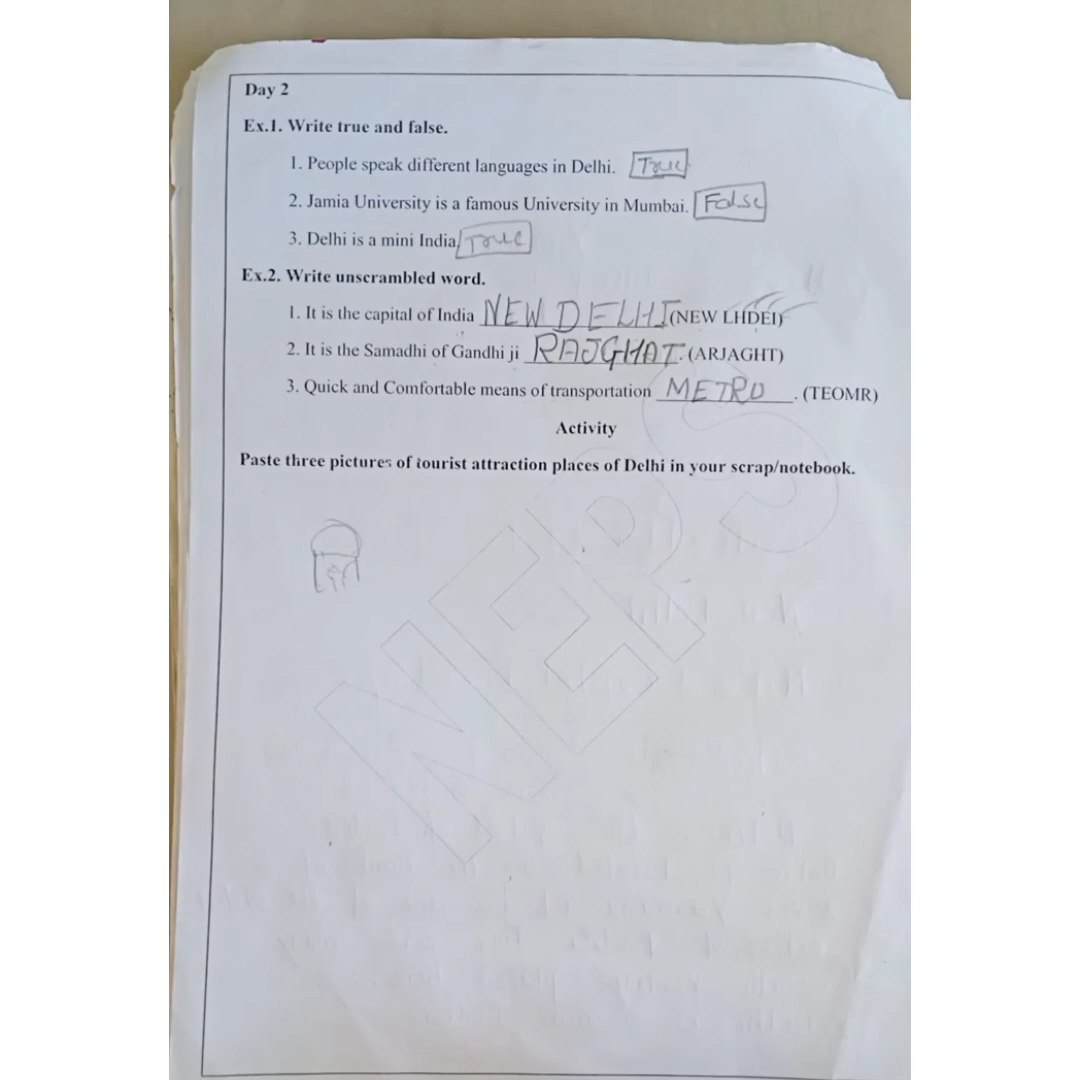 Day 2
Ex.1. Write true and false.
1. People speak different languages in Delhi. True
2. Jamia University is a famous University in Mumbai. False
3. Delhi is a mini India. True
Ex.2. Write unscrambled word.
1. It is the capital of India NEW DELHI (NEW LHDEI)
2. It is the Samadhi of Gandhi ji RAJGHAT. (ARJAGHT)
3. Quick and Comfortable means of transportation METRO. (TEOMR)
Activity
Paste three pictures of tourist attraction places of Delhi in your scrap/notebook.
NEPS